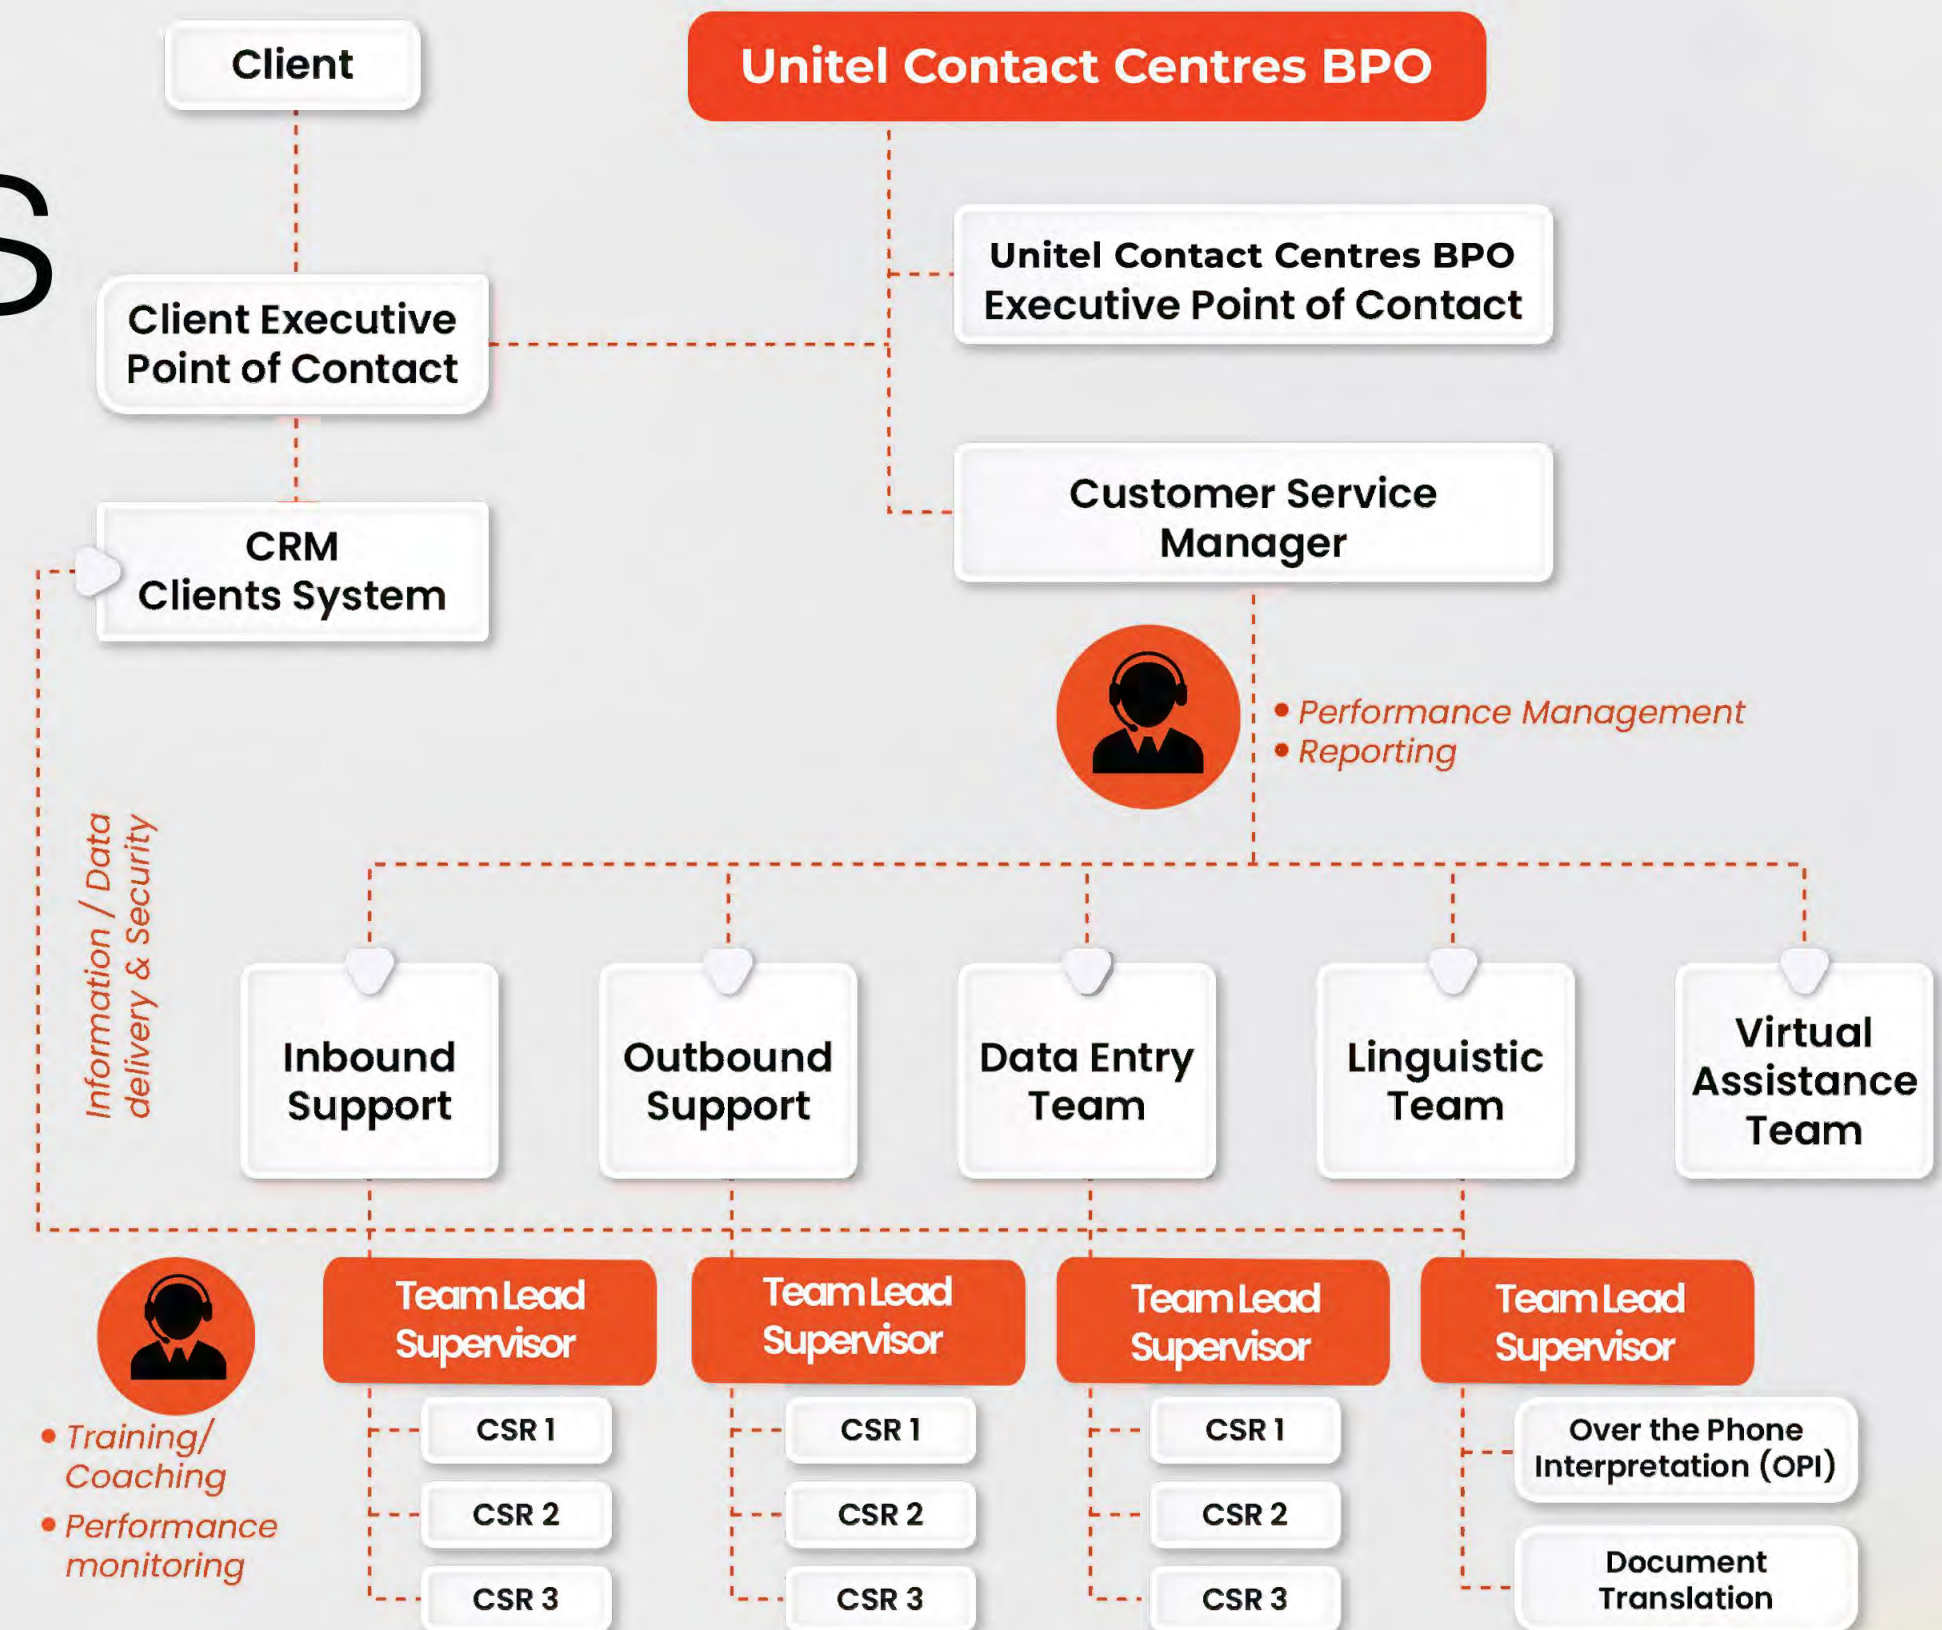 Client
Unitel Contact Centres BPO
S
Unitel Contact Centres BPO
Executive Point of Contact
Client Executive
Point of Contact
Customer Service
Manager
CRM
Clients System
• Performance Management
• Reporting
Information / Data
delivery & Security
Inbound
Support
Outbound
Support
Data Entry
Team
Linguistic
Team
Virtual
Assistance
Team
Team Lead
Supervisor
Team Lead
Supervisor
Team Lead
Supervisor
Team Lead
Supervisor
• Training/
Coaching
• Performance
monitoring
CSR 1
CSR 2
CSR 3
CSR 1
CSR 2
CSR 3
CSR 1
CSR 2
CSR 3
Over the Phone
Interpretation (OPI)
Document
Translation